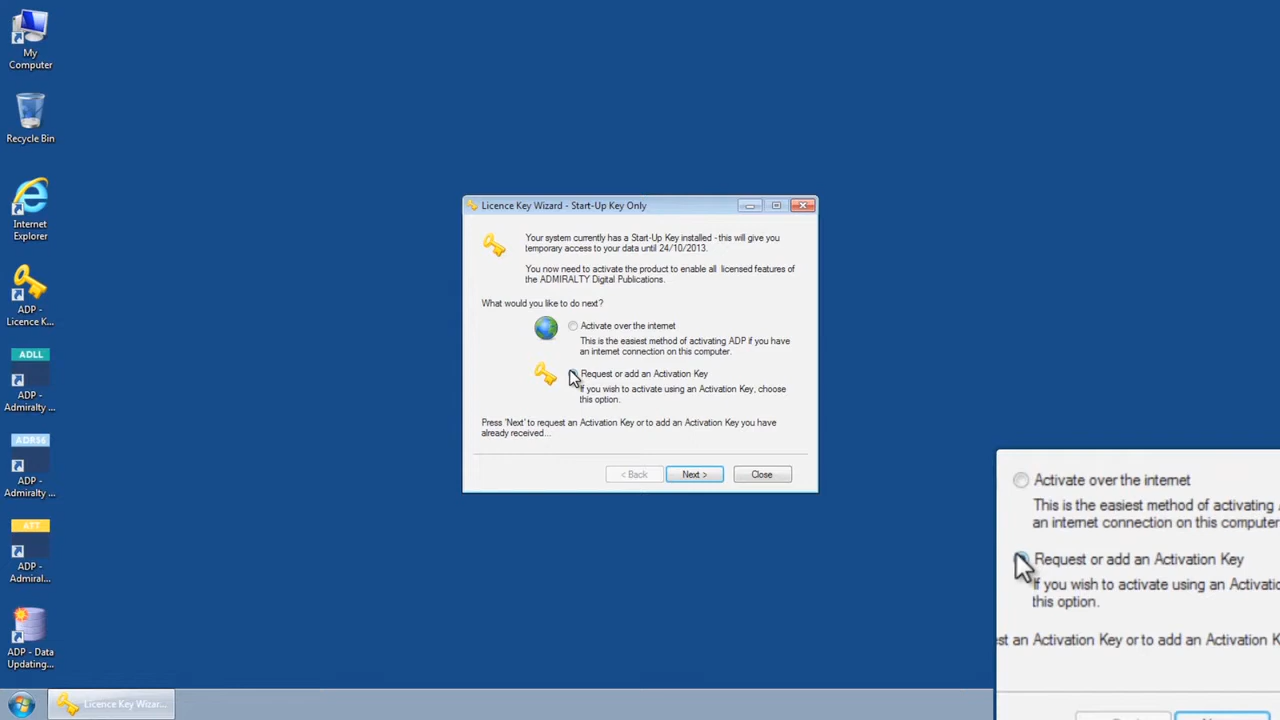 My
Computer
Recycle Bin
Internet
Explorer
ADP -
Licence K...
ADLL
ADP -
Admiralty ...
ADRS6
ADP -
Admiralty ...
ATT
ADP -
Admiral...
ADP - Data
Updating...
Licence Key Wizard - Start-Up Key Only
Your system currently has a Start-Up Key installed - this will give you
temporary access to your data until 24/10/2013.
You now need to activate the product to enable all licensed features of
the ADMIRALTY Digital Publications.
What would you like to do next?
Activate over the internet
This is the easiest method of activating ADP if you have
an internet connection on this computer.
Request or add an Activation Key
If you wish to activate using an Activation Key, choose
this option.
Press 'Next' to request an Activation Key or to add an Activation Key you have
already received...
< Back
Next >
Close
Activate over the internet
This is the easiest method of activating
an internet connection on this computer
Request or add an Activation Key
If you wish to activate using an Activatio
this option.
st an Activation Key or to add an Activation K
Licence Key Wizar...